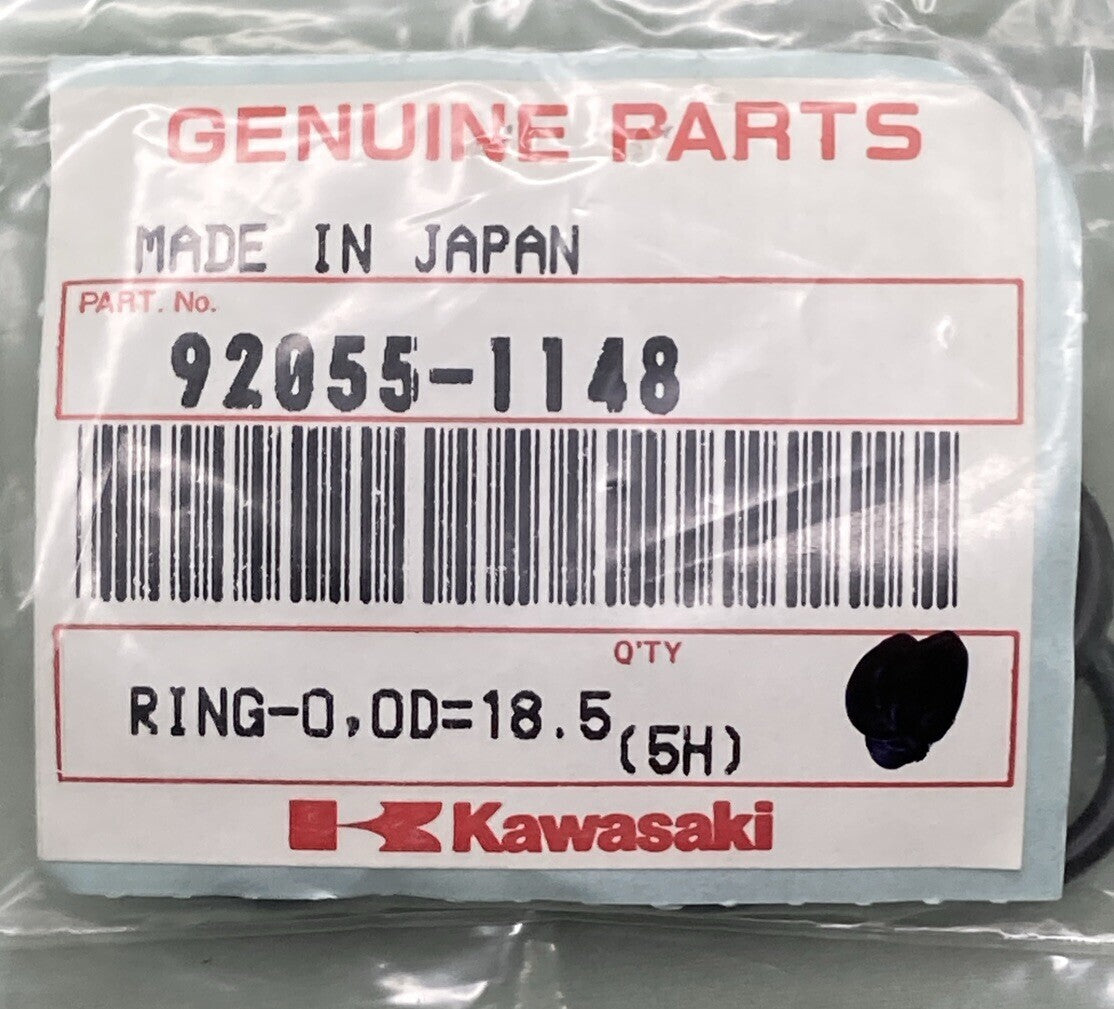 GENUINE PARTS
MADE IN JAPAN
PART. No.
92055-1148
Q'TY
RING-O,OD=18.5 (5H)
Kawasaki